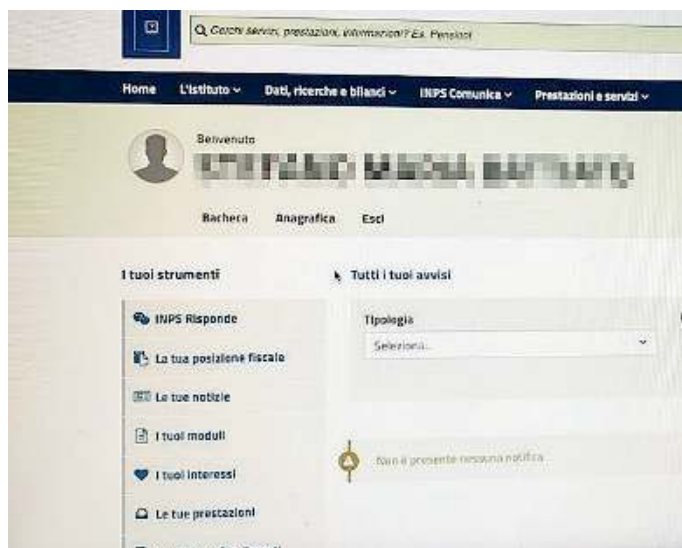 Cerchi servizi, prestazioni, informazioni? Es. Pensioni
Home L'Istituto Dati, ricerche e bilanci INPS Comunica Prestazioni e servizi
Benvenuto
Bacheca Anagrafica Esci
I tuoi strumenti
Tutti i tuoi avvisi
INPS Risponde
Tipologia
Seleziona...
La tua posizione fiscale
Le tue notizie
I tuoi moduli
Non è presente nessuna notifica
I tuoi interessi
Le tue prestazioni